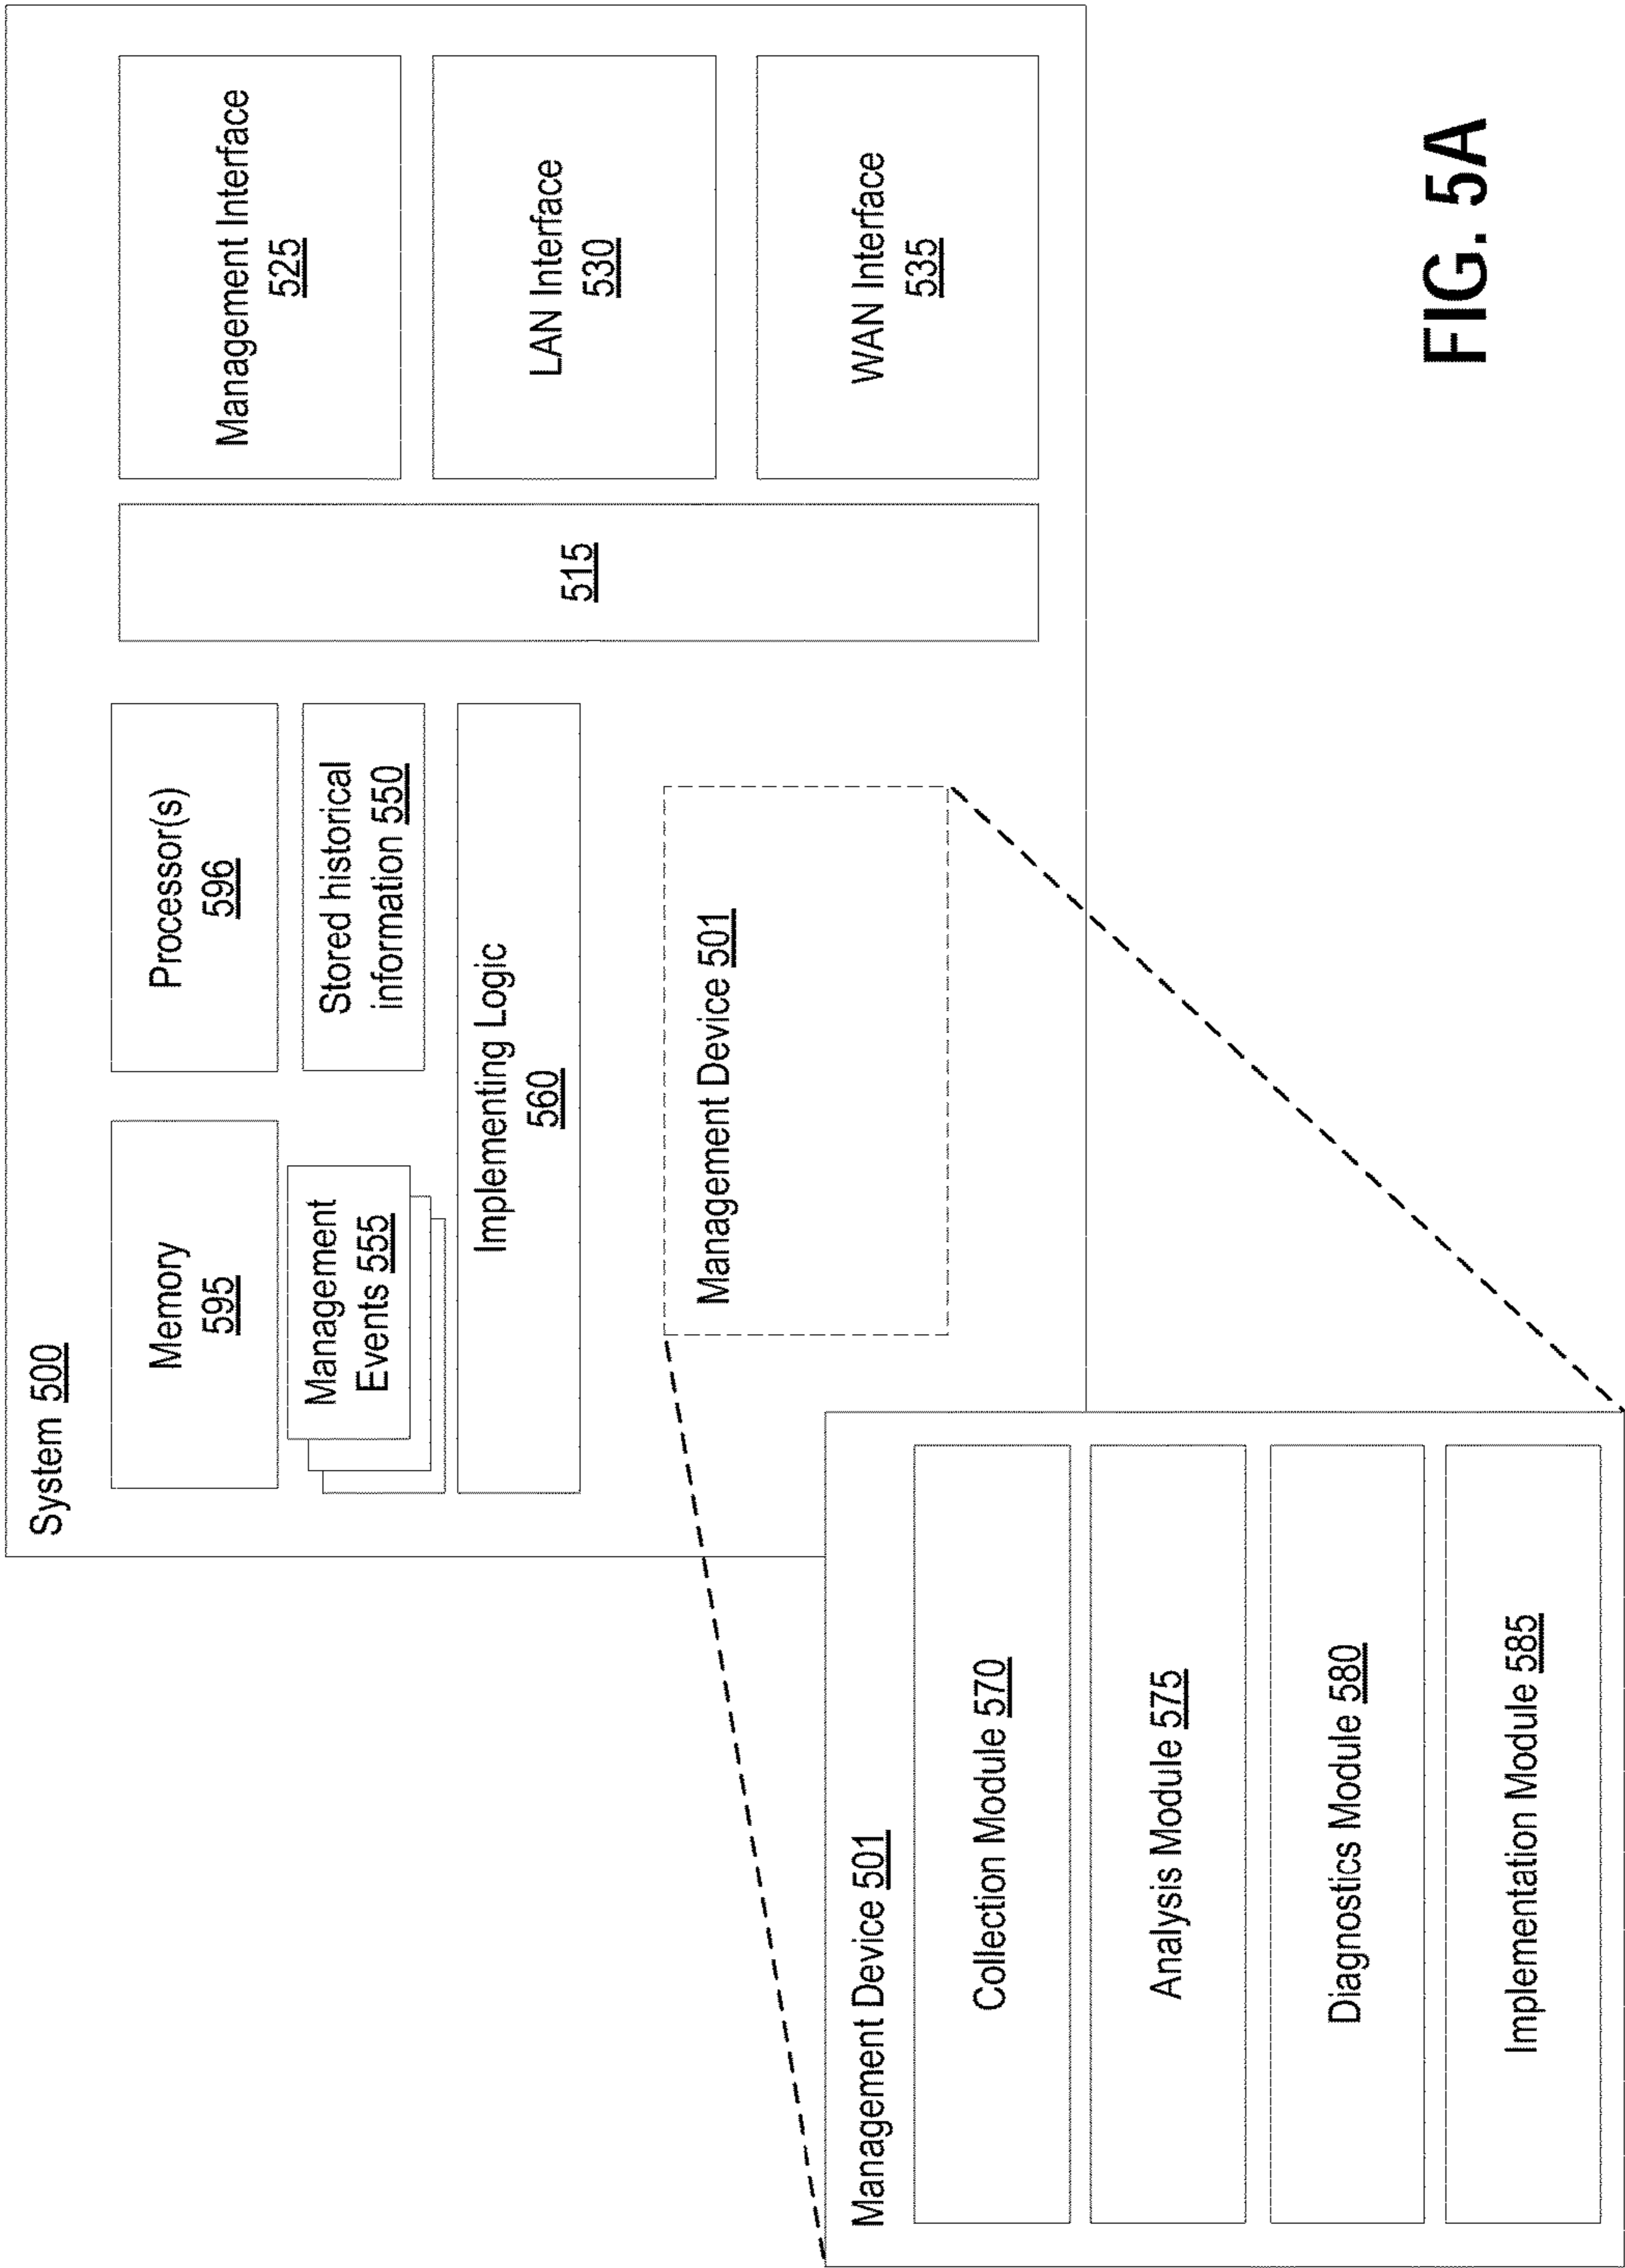 System 500
Memory
595
Processor(s)
596
Management
Events 555
Stored historical
information 550
Implementing Logic
560
Management Device 501
515
Management Interface
525
LAN Interface
530
WAN Interface
535
Management Device 501
Collection Module 570
Analysis Module 575
Diagnostics Module 580
Implementation Module 585
FIG. 5A